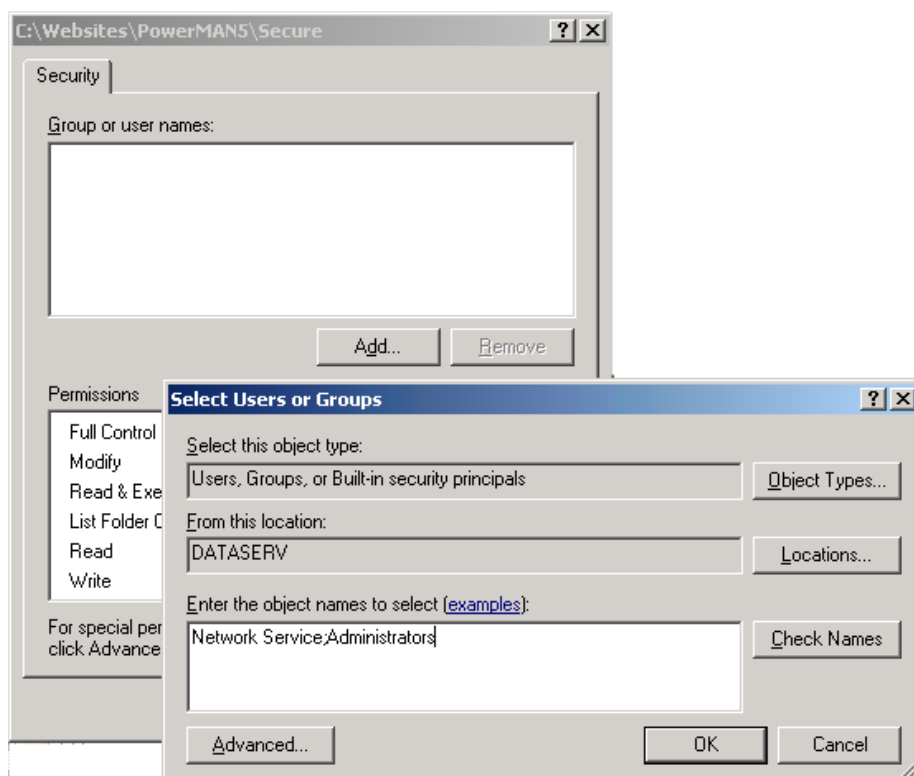 C:\Websites\PowerMAN5\Secure
Security
Group or user names:
Add... Remove
Permissions
Full Control
Modify
Read & Exe
List Folder C
Read
Write
For special per
click Advance
Select Users or Groups
Select this object type:
Users, Groups, or Built-in security principals
Object Types...
From this location:
DATASERV
Locations...
Enter the object names to select (examples):
Network Service;Administrators
Check Names
Advanced... OK Cancel